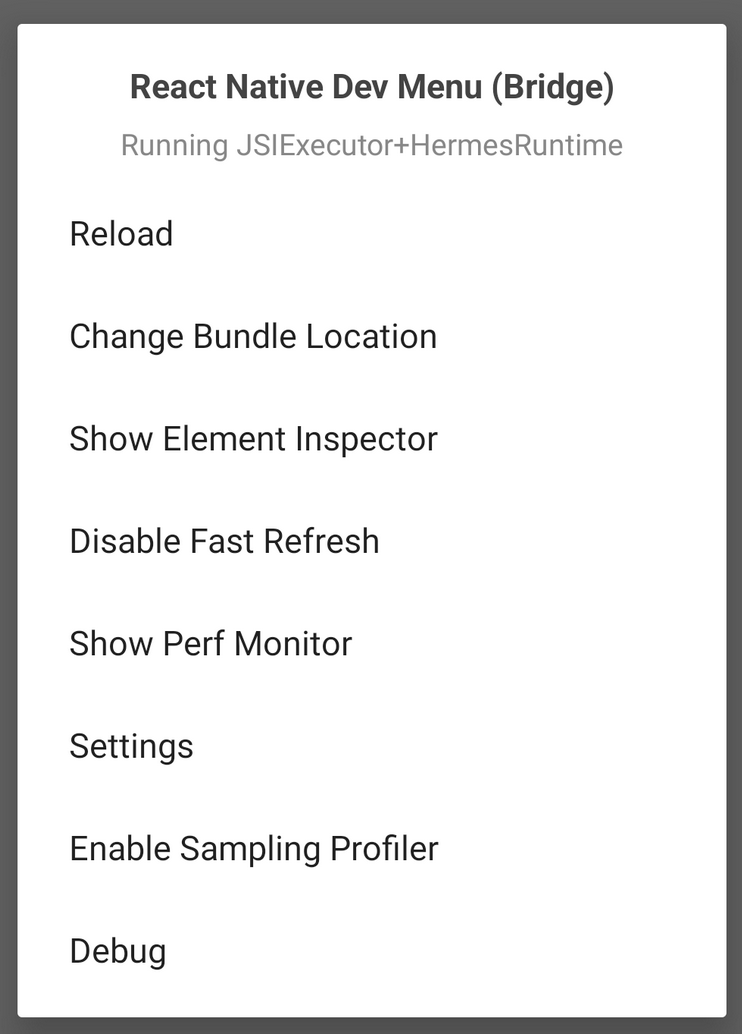 React Native Dev Menu (Bridge)
Running JSIExecutor+HermesRuntime
Reload
Change Bundle Location
Show Element Inspector
Disable Fast Refresh
Show Perf Monitor
Settings
Enable Sampling Profiler
Debug